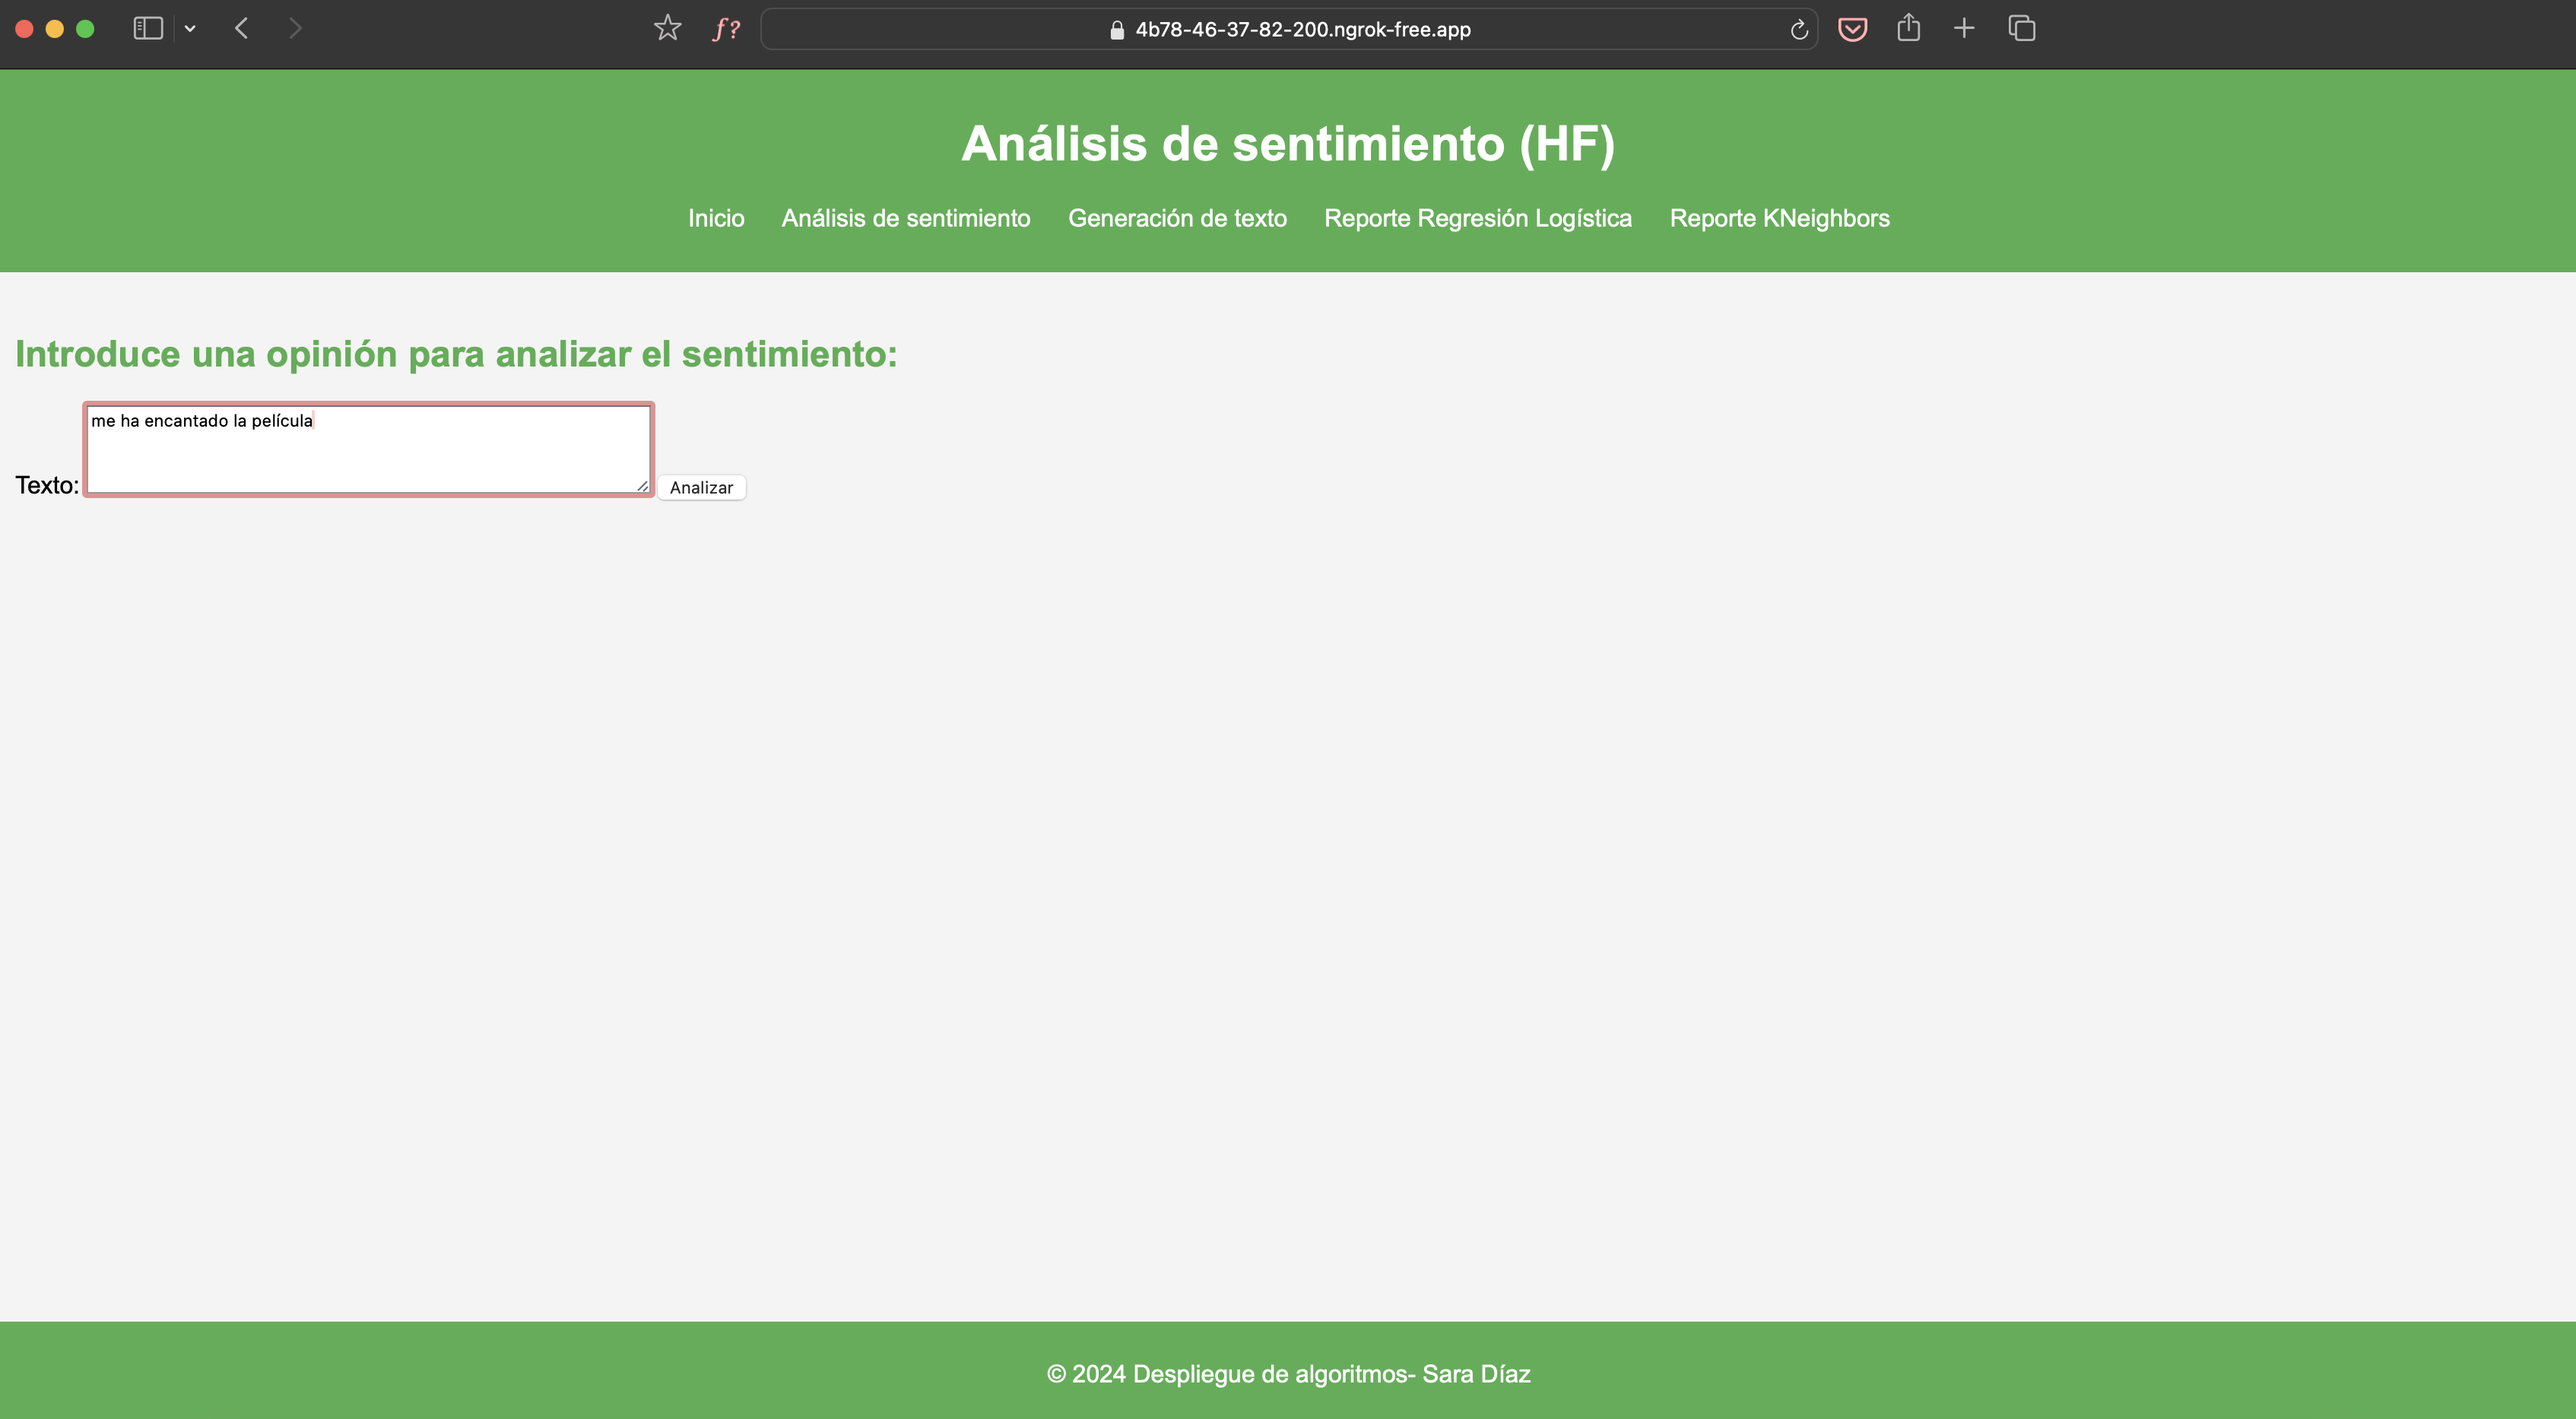 f?
4b78-46-37-82-200.ngrok-free.app
Análisis de sentimiento (HF)
Inicio Análisis de sentimiento Generación de texto Reporte Regresión Logística Reporte KNeighbors
Introduce una opinión para analizar el sentimiento:
me ha encantado la película
Texto: Analizar
© 2024 Despliegue de algoritmos- Sara Díaz